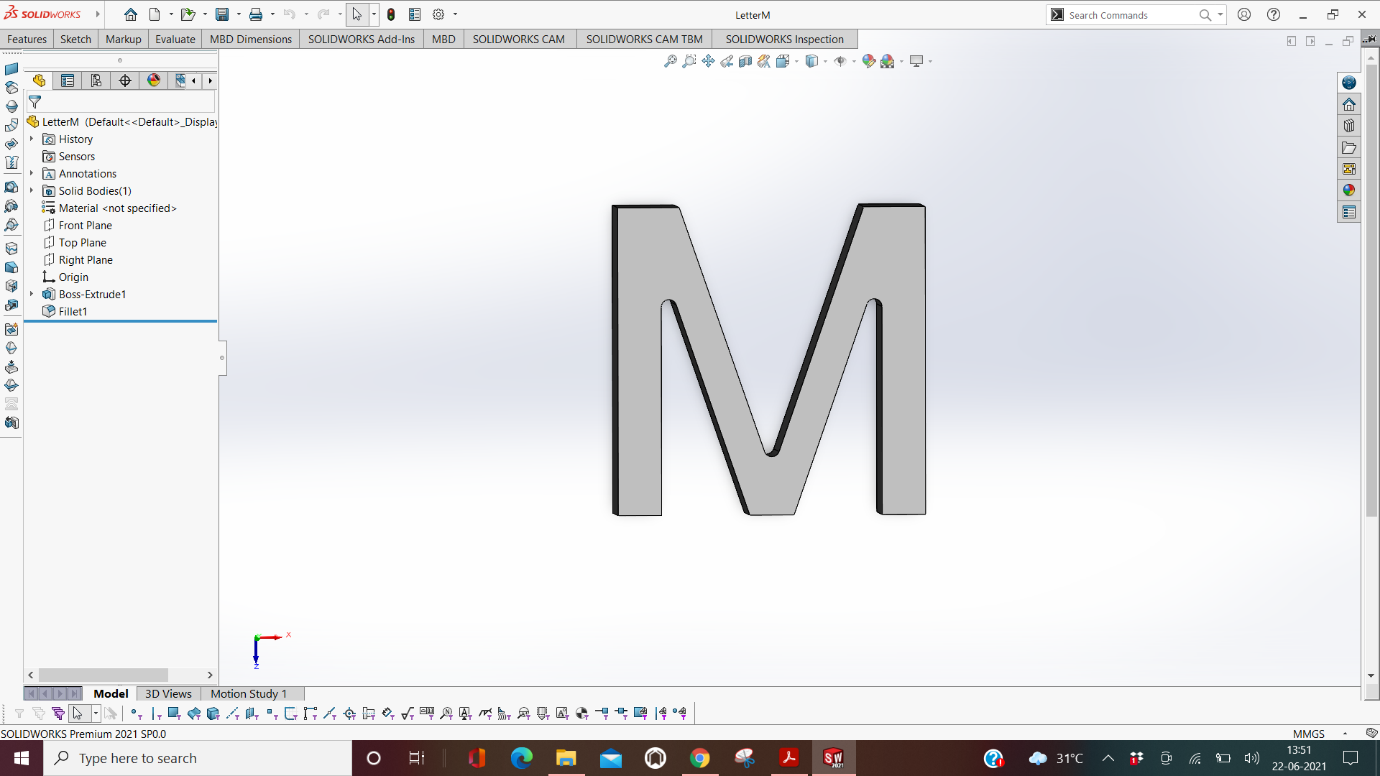 SOLIDWORKS
LetterM
Search Commands
Features Sketch Markup Evaluate MBD Dimensions SOLIDWORKS Add-Ins MBD SOLIDWORKS CAM SOLIDWORKS CAM TBM SOLIDWORKS Inspection
LetterM (Default<<Default>_Display
History
Sensors
Annotations
Solid Bodies(1)
Material <not specified>
Front Plane
Top Plane
Right Plane
Origin
Boss-Extrude1
Fillet1
M
X
Z
Model 3D Views Motion Study 1
SOLIDWORKS Premium 2021 SP0.0
MMGS
Type here to search
SW
2021
31°C
13:51
22-06-2021